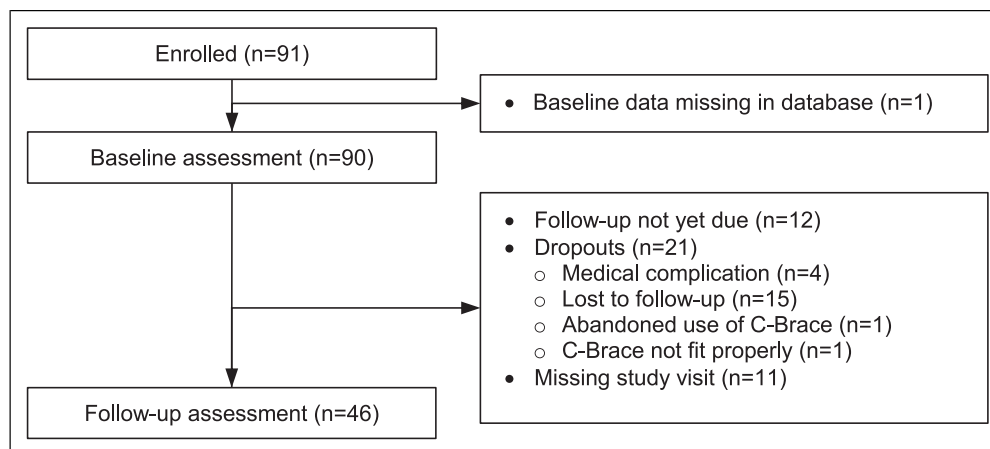 Enrolled (n=91)
• Baseline data missing in database (n=1)
Baseline assessment (n=90)
• Follow-up not yet due (n=12)
• Dropouts (n=21)
o Medical complication (n=4)
o Lost to follow-up (n=15)
o Abandoned use of C-Brace (n=1)
o C-Brace not fit properly (n=1)
• Missing study visit (n=11)
Follow-up assessment (n=46)